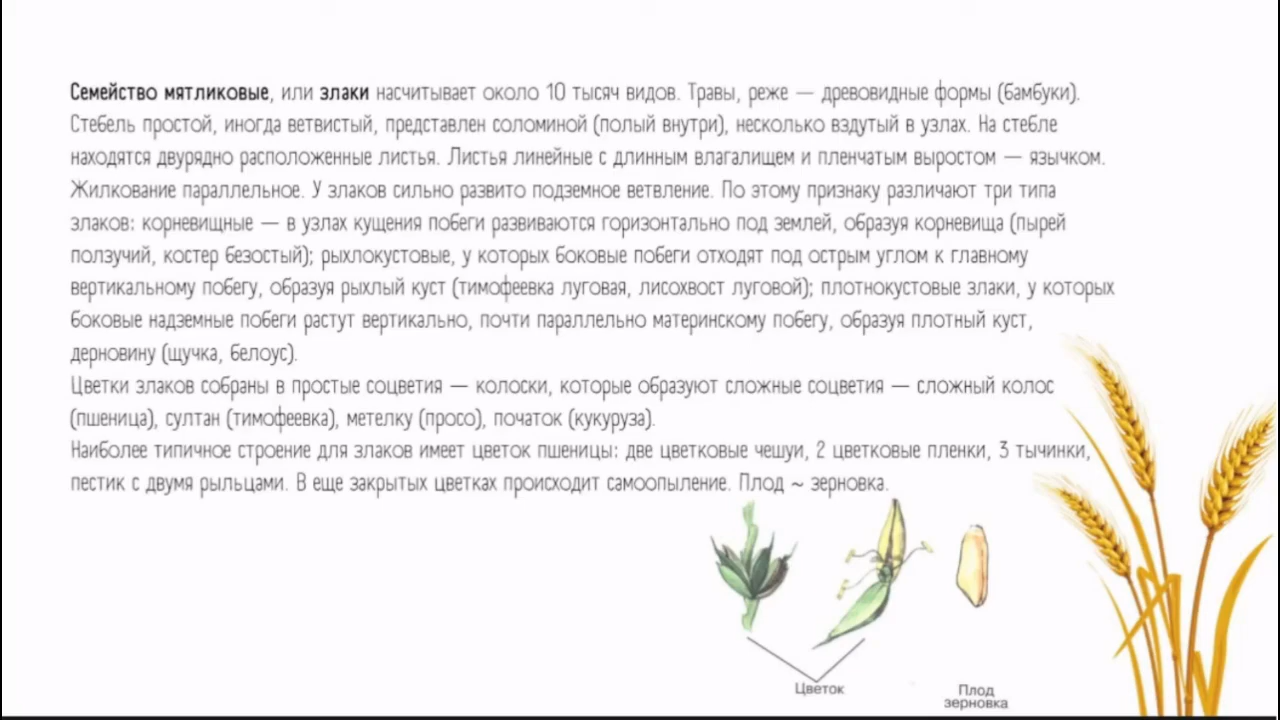 Семейство мятликовые, или злаки насчитывает около 10 тысяч видов. Травы, реже — древовидные формы (бамбуки).
Стебель простой, иногда ветвистый, представлен соломиной (полый внутри), несколько вздутый в узлах. На стебле
находятся двурядно расположенные листья. Листья линейные с длинным влагалищем и пленчатым выростом — язычком.
Жилкование параллельное. У злаков сильно развито подземное ветвление. По этому признаку различают три типа
злаков: корневищные — в узлах кущения побеги развиваются горизонтально под землей, образуя корневища (пырей
ползучий, костер безостый); рыхлокустовые, у которых боковые побеги отходят под острым углом к главному
вертикальному побегу, образуя рыхлый куст (тимофеевка луговая, лисохвост луговой); плотнокустовые злаки, у которых
боковые надземные побеги растут вертикально, почти параллельно материнскому побегу, образуя плотный куст,
дерновину (щучка, белоус).
Цветки злаков собраны в простые соцветия — колоски, которые образуют сложные соцветия — сложный колос
(пшеница), султан (тимофеевка), метелку (просо), початок (кукуруза).
Наиболее типичное строение для злаков имеет цветок пшеницы: две цветковые чешуи, 2 цветковые пленки, 3 тычинки,
пестик с двумя рыльцами. В еще закрытых цветках происходит самоопыление. Плод ~ зерновка.
Цветок
Плод
зерновка